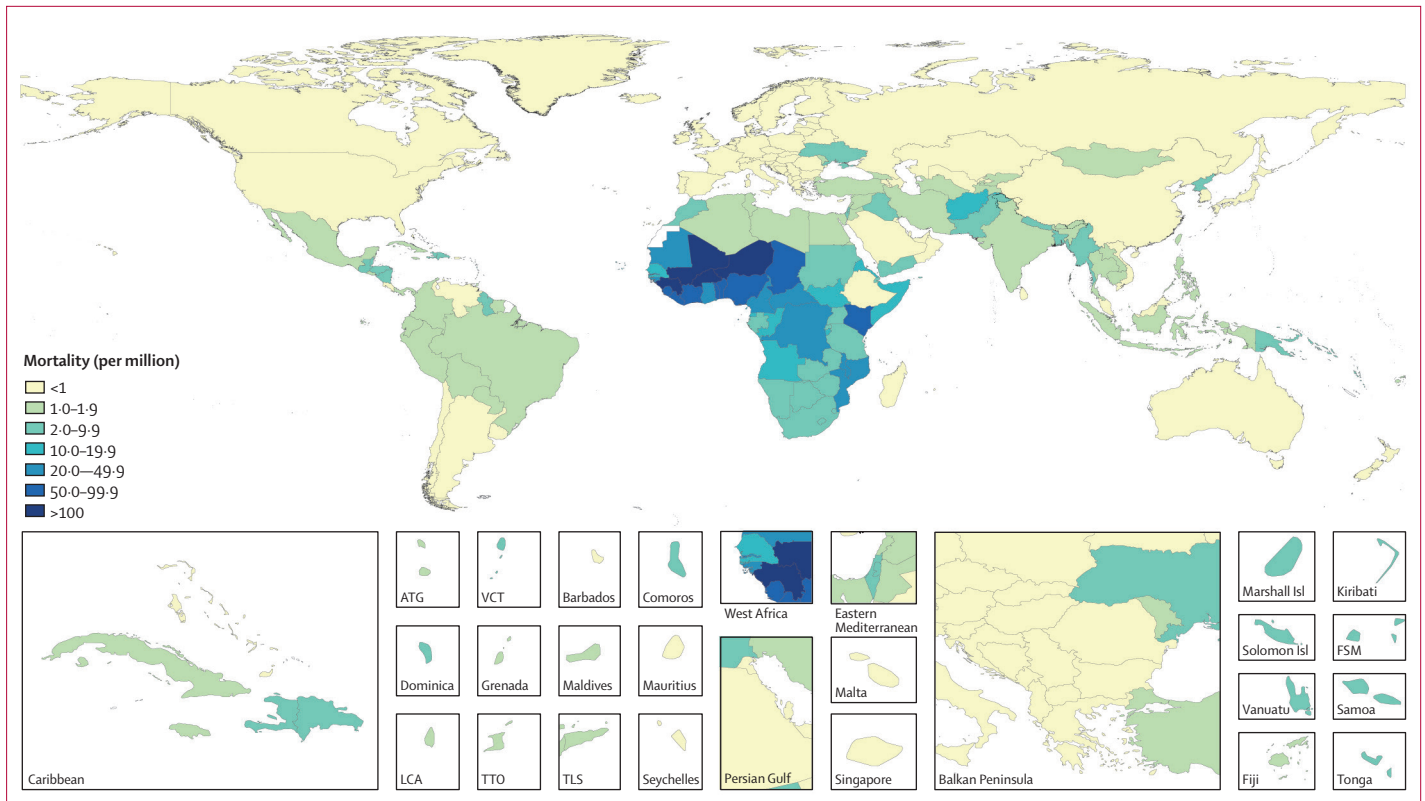 Mortality (per million)
<1
1·0–1·9
2·0–9·9
10·0–19·9
20·0—49·9
50·0–99·9
>100
Caribbean
ATG
VCT
Barbados
Comoros
Dominica
Grenada
Maldives
Mauritius
LCA
TTO
TLS
Seychelles
West Africa
Eastern
Mediterranean
Persian Gulf
Malta
Singapore
Balkan Peninsula
Marshall Isl
Kiribati
Solomon Isl
FSM
Vanuatu
Samoa
Fiji
Tonga